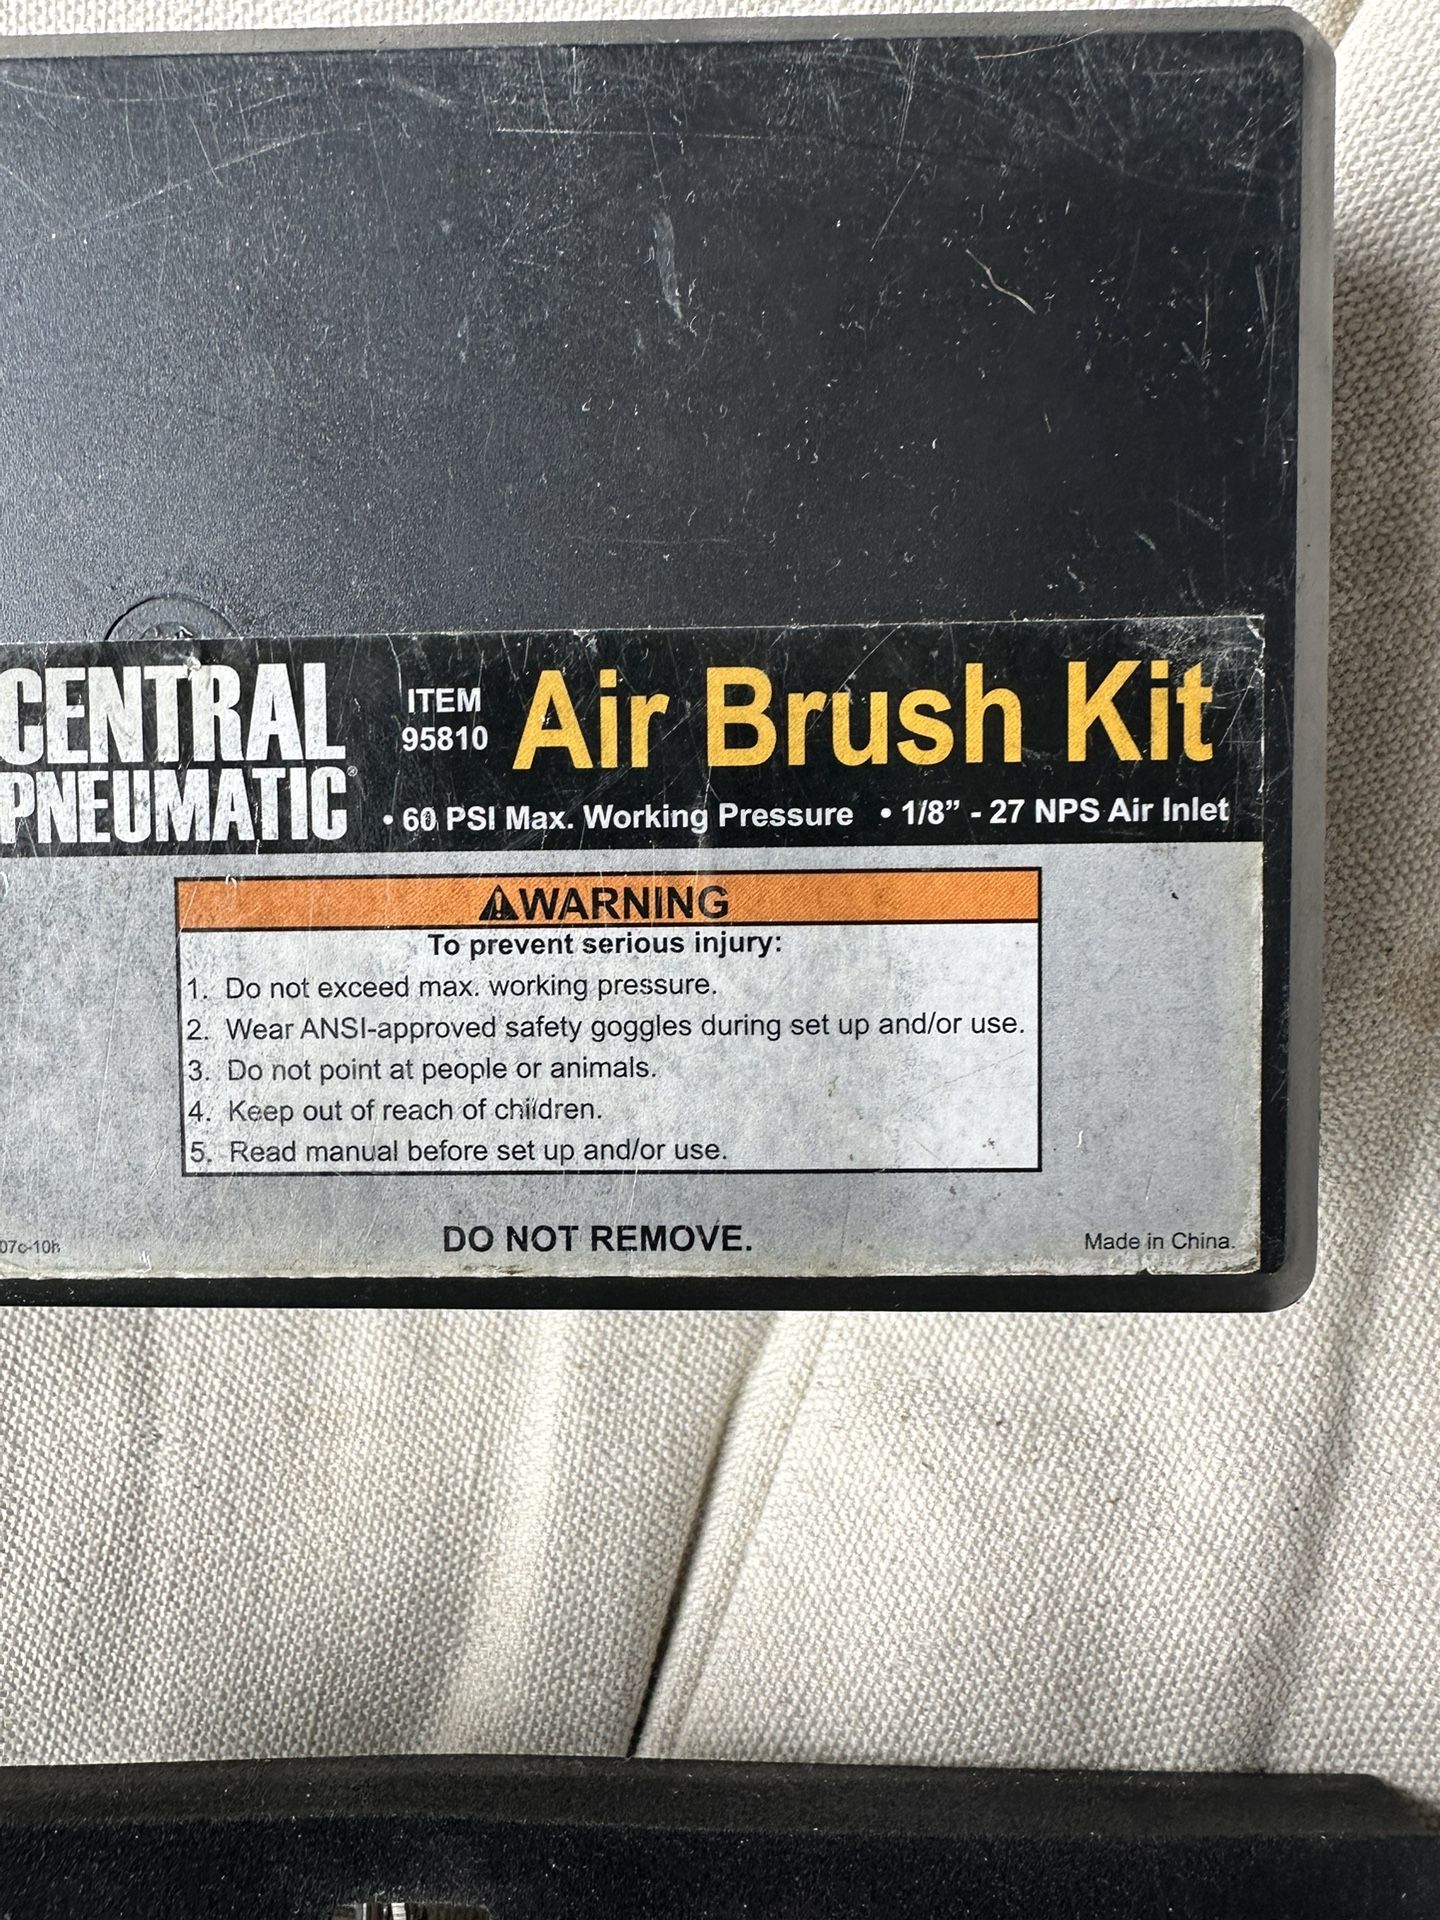 CENTRAL
PNEUMATIC®
ITEM
95810
Air Brush Kit
• 60 PSI Max. Working Pressure • 1/8” - 27 NPS Air Inlet
⚠WARNING
To prevent serious injury:
1. Do not exceed max. working pressure.
2. Wear ANSI-approved safety goggles during set up and/or use.
3. Do not point at people or animals.
4. Keep out of reach of children.
5. Read manual before set up and/or use.
DO NOT REMOVE.
07c-10h
Made in China.